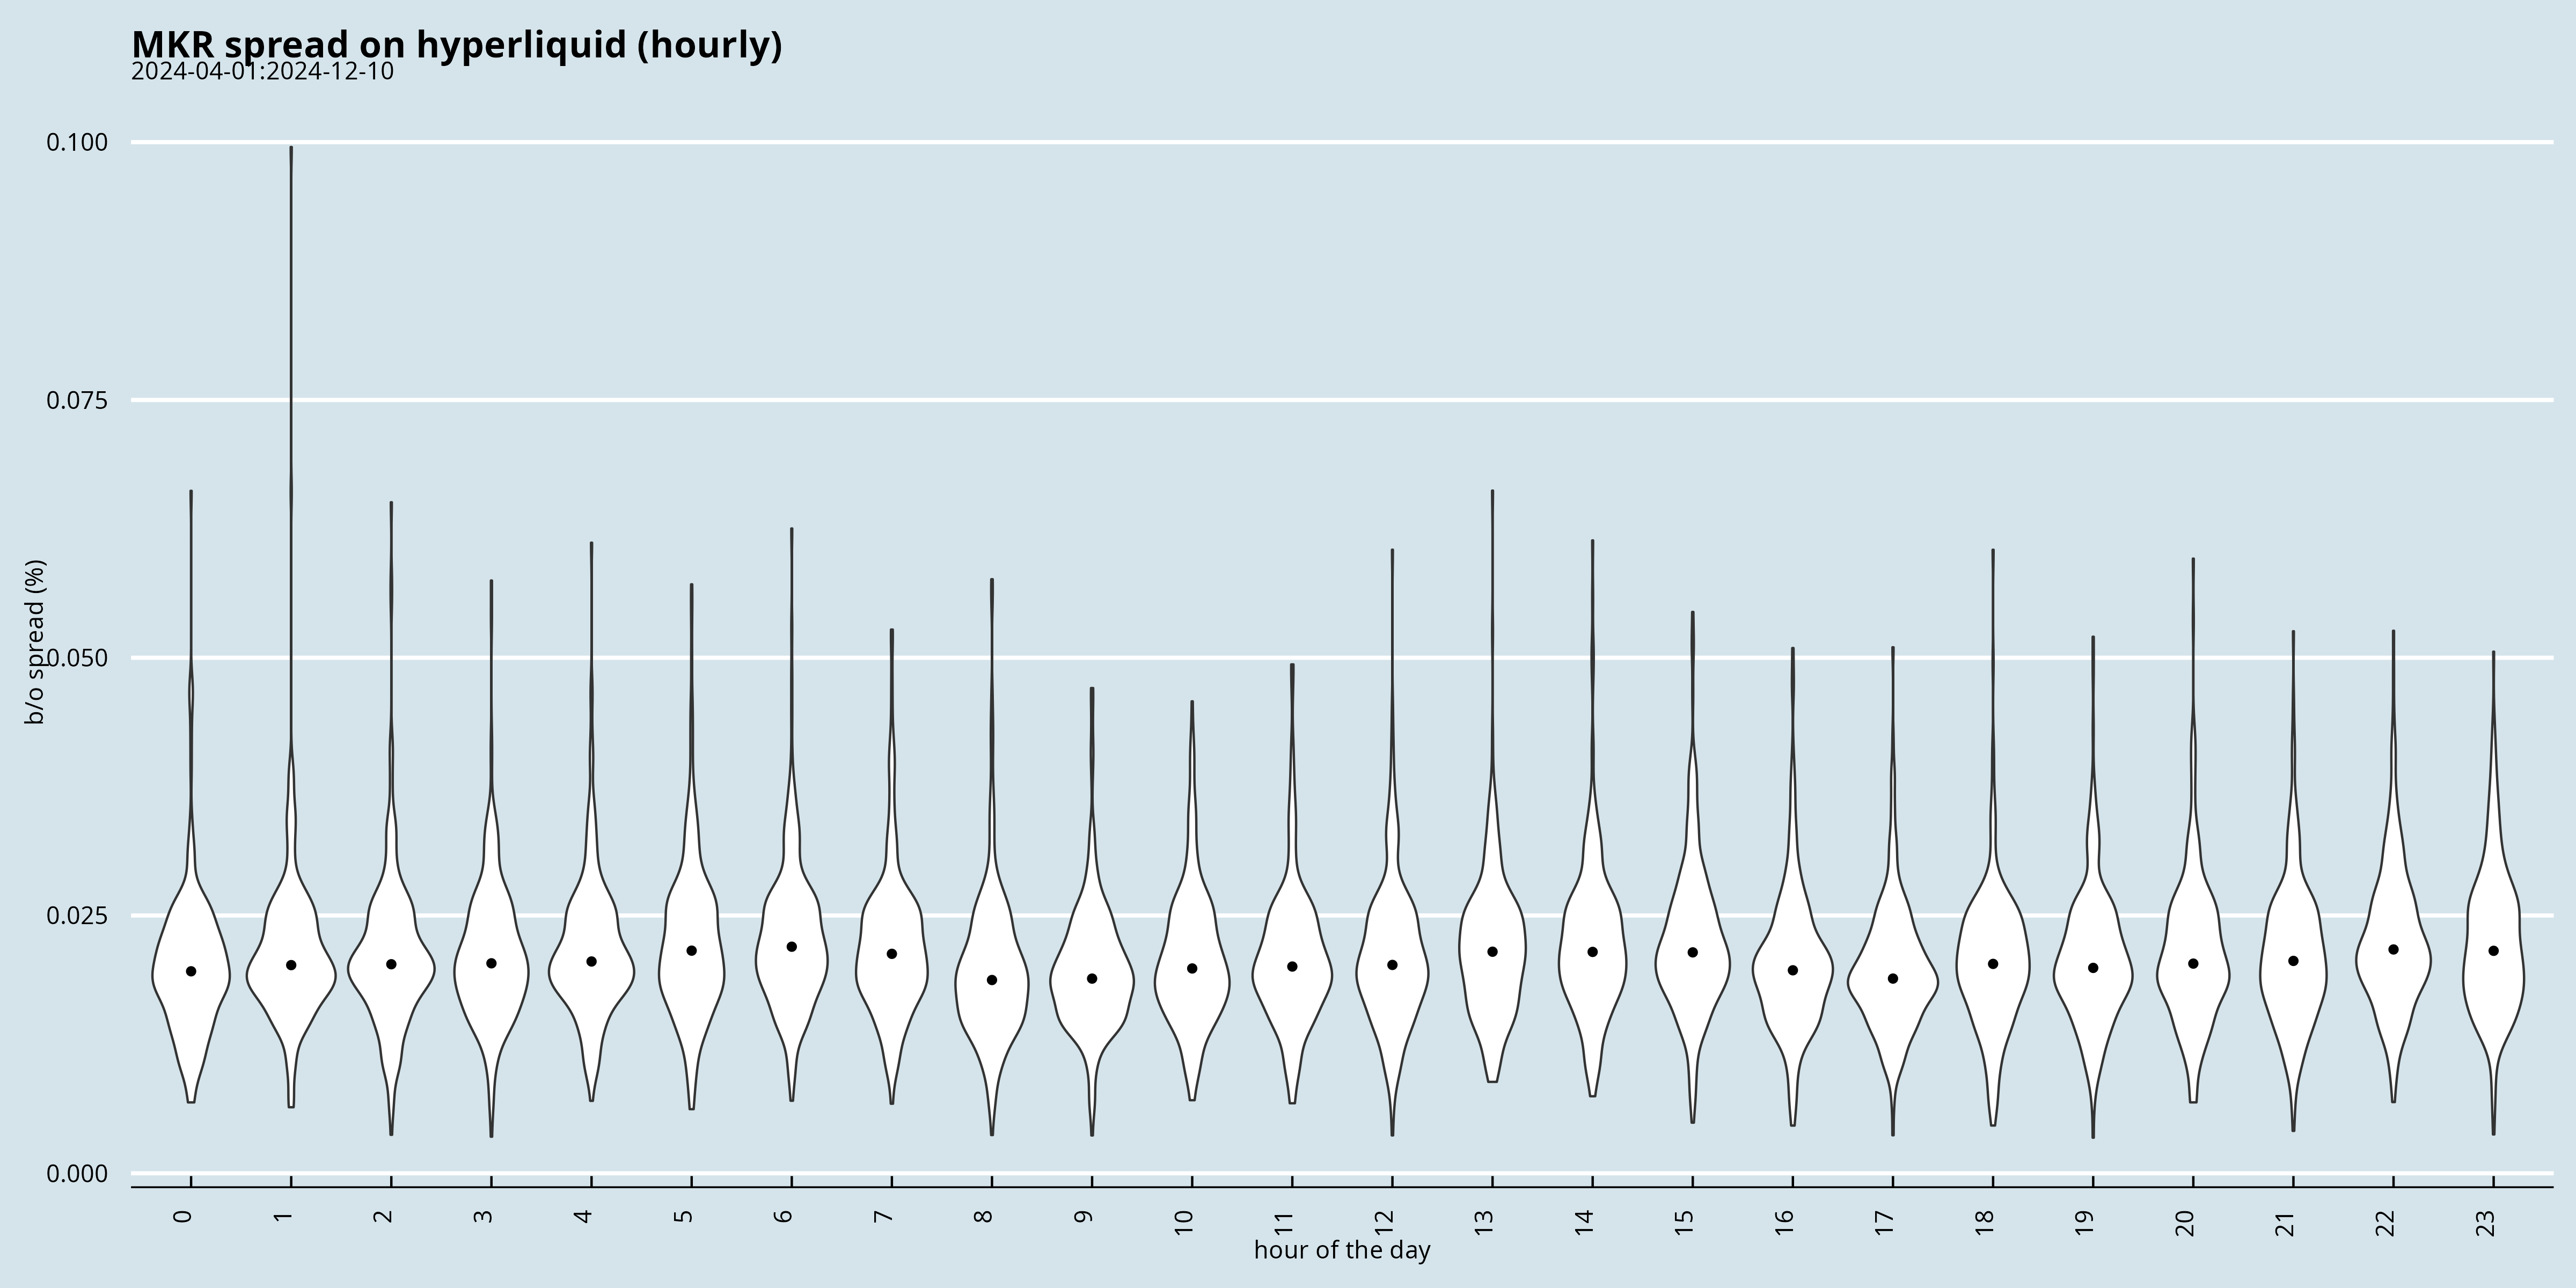 MKR spread on hyperliquid (hourly)
2024-04-01:2024-12-10
0.100
0.075
0.050
0.025
0.000
b/o spread (%)
0 1 2 3 4 5 6 7 8 9 10 11 12 13 14 15 16 17 18 19 20 21 22 23
hour of the day